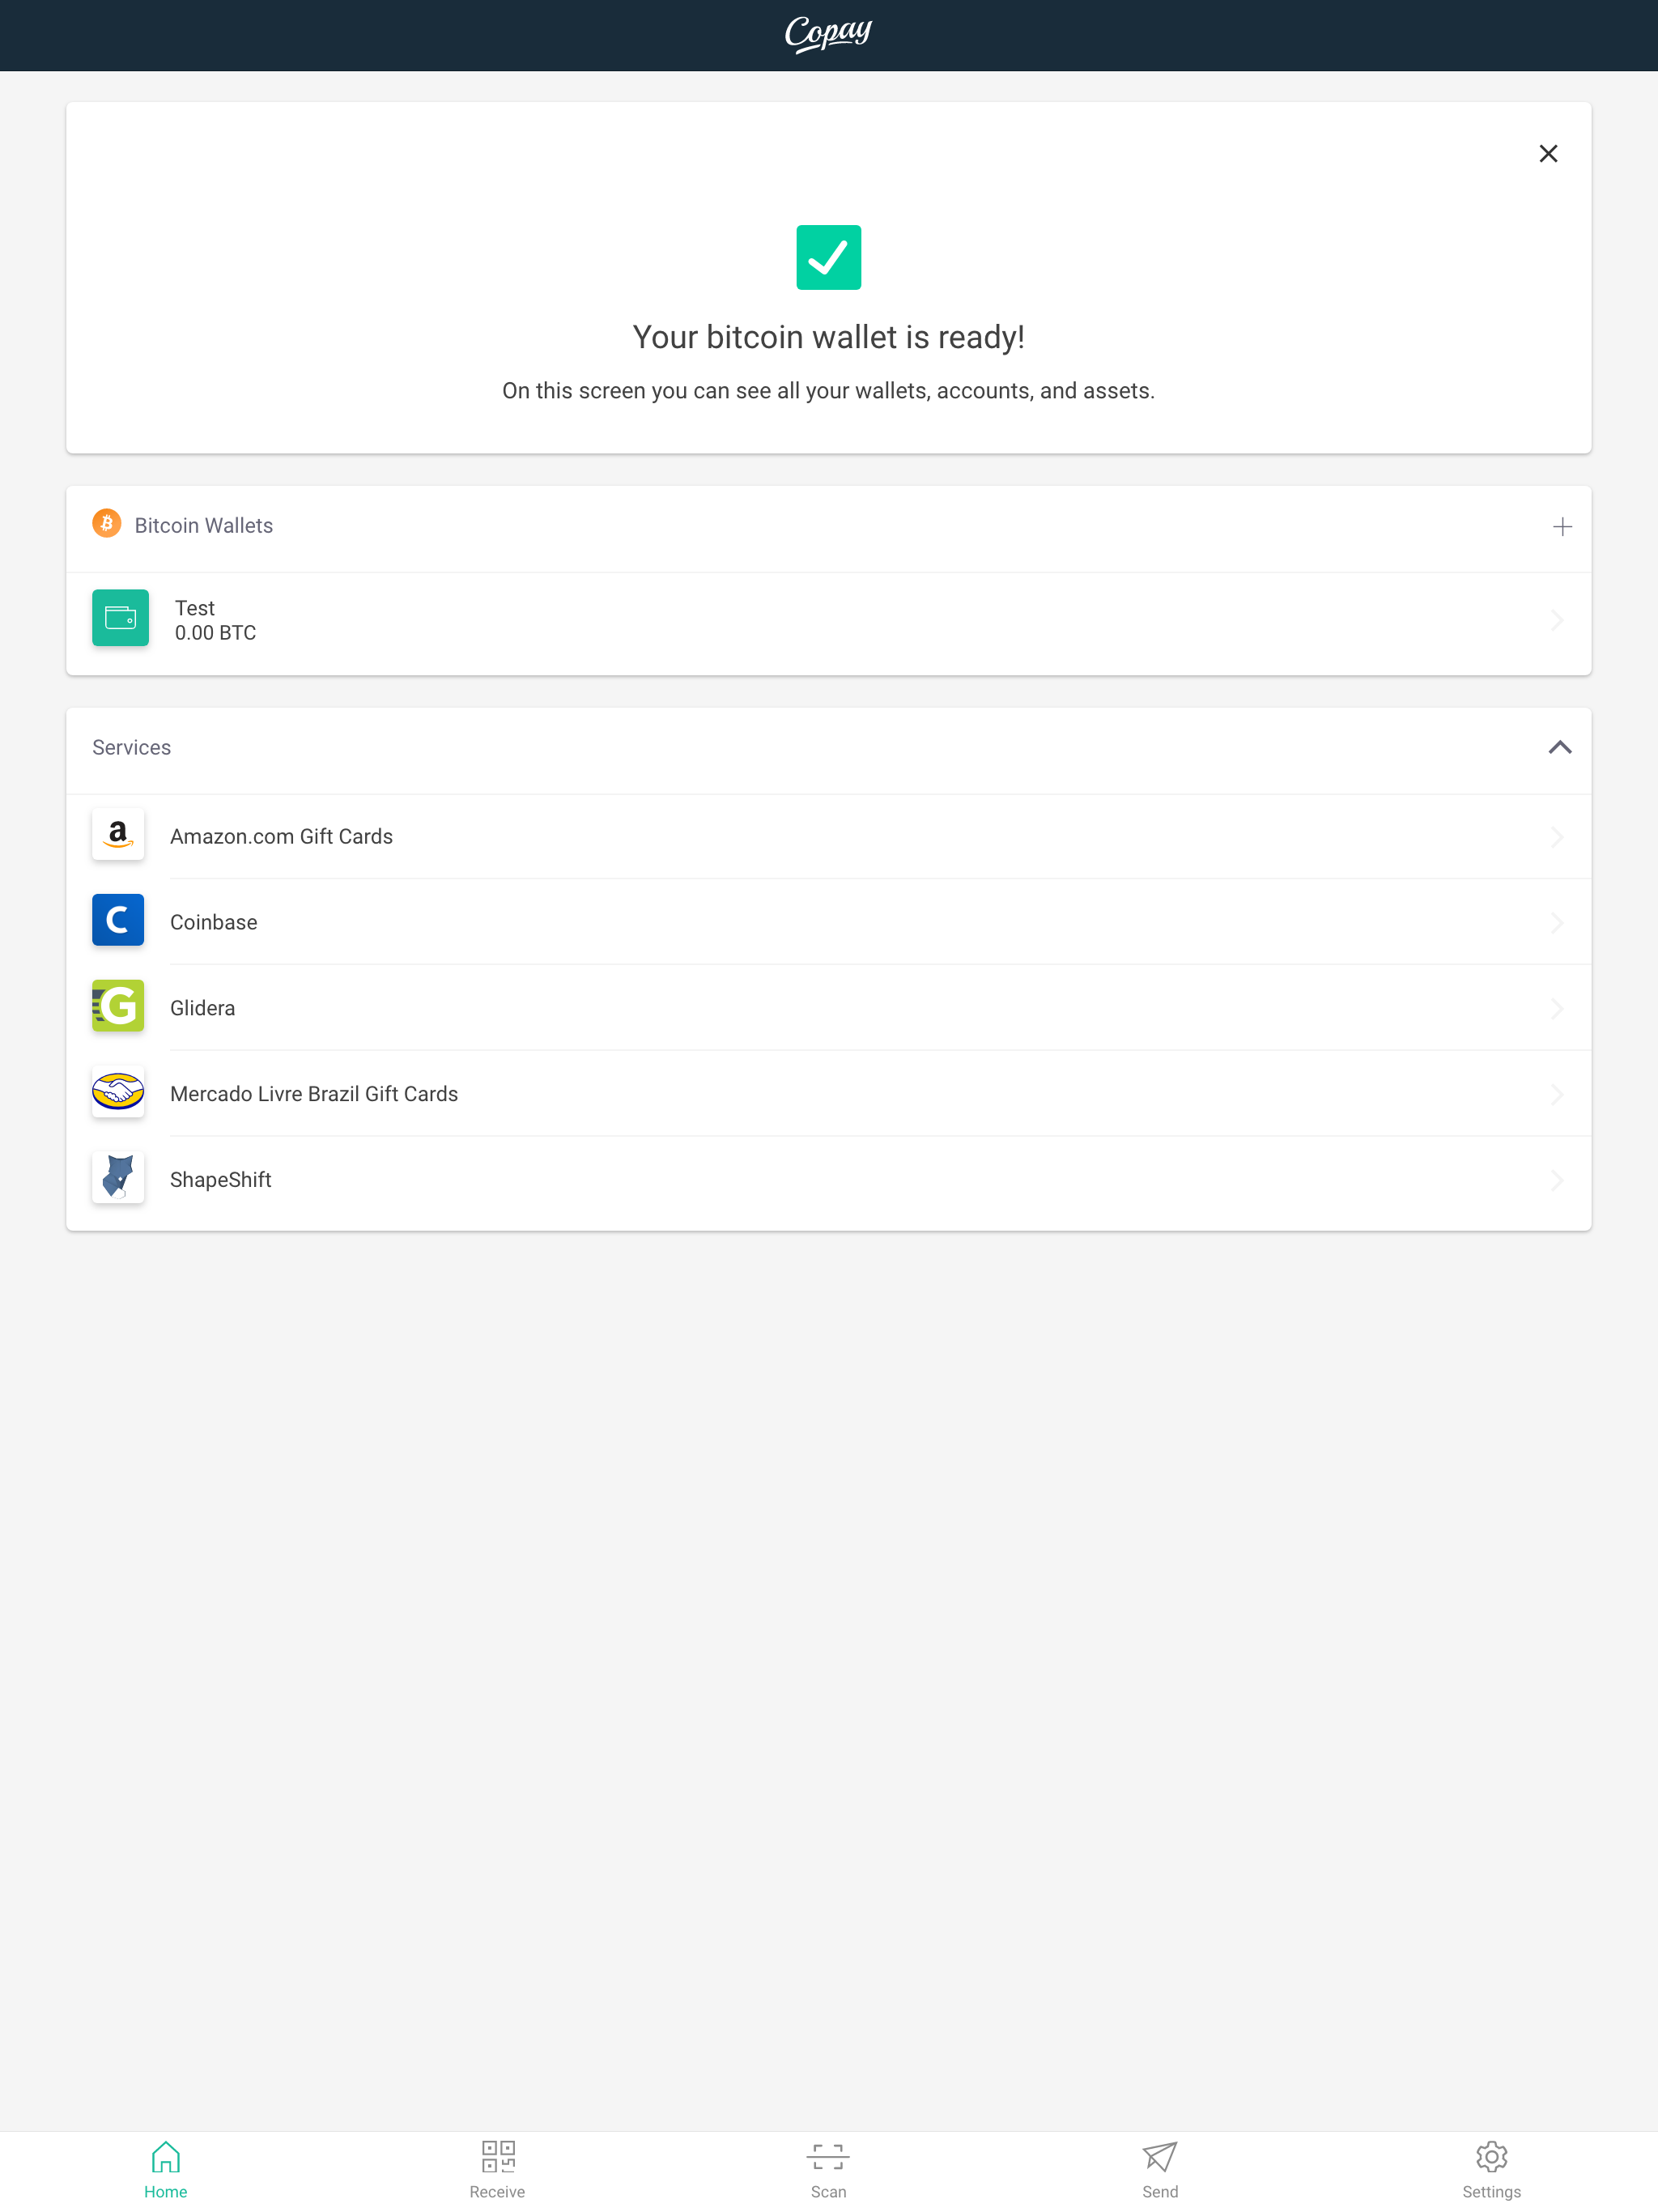 Copay
Your bitcoin wallet is ready!
On this screen you can see all your wallets, accounts, and assets.
Bitcoin Wallets
Test
0.00 BTC
Services
Amazon.com Gift Cards
Coinbase
Glidera
Mercado Livre Brazil Gift Cards
ShapeShift
Home
Receive
Scan
Send
Settings